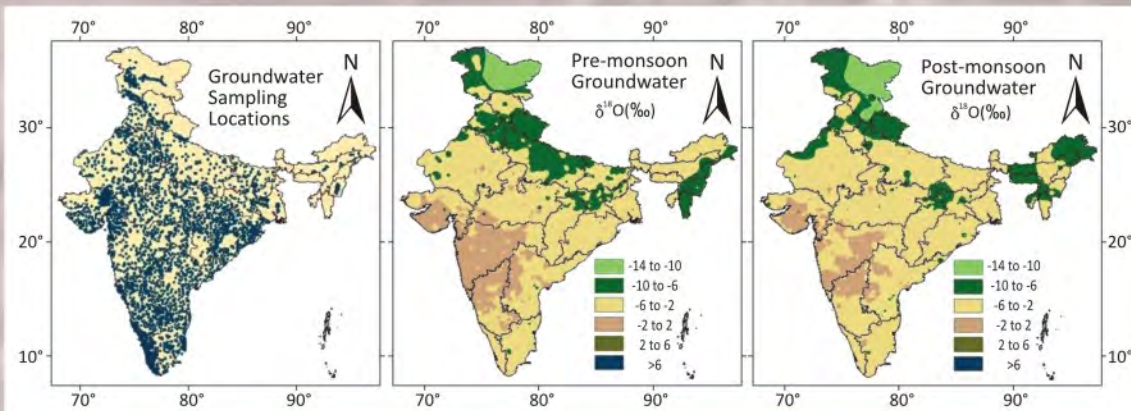 70° 80° 90°
70° 80° 90°
70° 80° 90°
Groundwater
Sampling
Locations
N
30°
20°
10°
Pre-monsoon
Groundwater
δ¹⁸O(‰)
N
-14 to -10
-10 to -6
-6 to -2
-2 to 2
2 to 6
>6
Post-monsoon
Groundwater
δ¹⁸O(‰)
N
-14 to -10
-10 to -6
-6 to -2
-2 to 2
2 to 6
>6
30°
20°
10°
70° 80° 90°
70° 80° 90°
70° 80° 90°